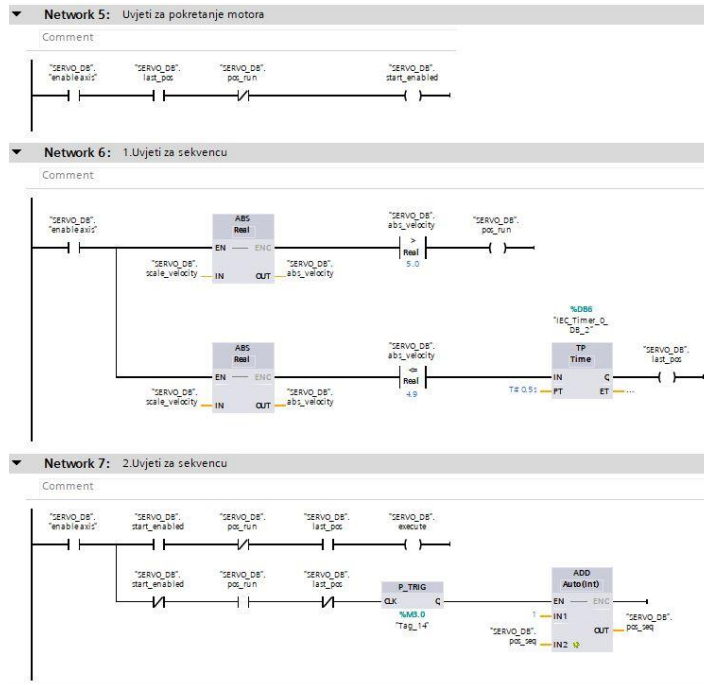 Network 5: Uvjeti za pokretanje motora
Comment
"SERVO_DB". "SERVO_DB". "SERVO_DB". "SERVO_DB".
"enableaxis" last_pos pos_run start_enabled
Network 6: 1.Uvjeti za sekvencu
Comment
"SERVO_DB". ABS "SERVO_DB". "SERVO_DB".
"enableaxis" Real abs_velocity pos_run
EN ENO > Real
"SERVO_DB". "SERVO_DB". 5.0
scale_velocity IN OUT abs_velocity
%DB6
"IEC_Timer_0_
DB_2"
ABS "SERVO_DB". TP "SERVO_DB".
Real abs_velocity Time last_pos
EN ENO <= Real IN Q
"SERVO_DB". "SERVO_DB". 4.9 T# 0.5s PT ET ...
scale_velocity IN OUT abs_velocity
Network 7: 2.Uvjeti za sekvencu
Comment
"SERVO_DB". "SERVO_DB". "SERVO_DB". "SERVO_DB". "SERVO_DB".
"enableaxis" start_enabled pos_run last_pos execute
"SERVO_DB". "SERVO_DB". "SERVO_DB". P_TRIG ADD
start_enabled pos_run last_pos CLK Q Auto(Int)
%M3.0 EN ENO
"Tag_14" 1 IN1 "SERVO_DB".
"SERVO_DB". OUT pos_seq
pos_seq IN2